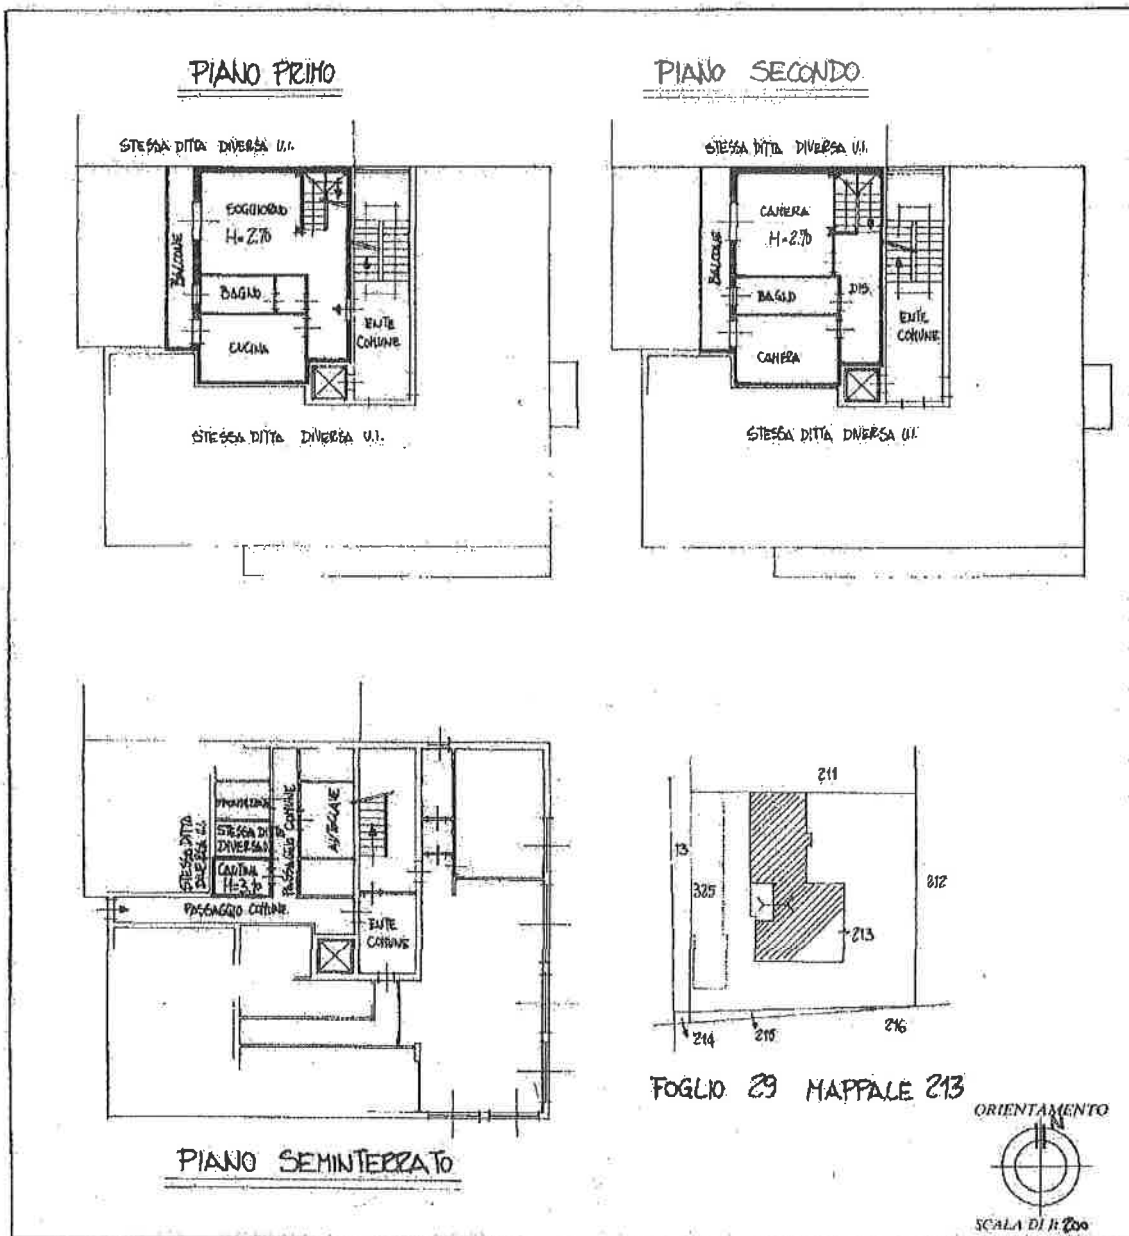 PIANO PRIMO
PIANO SECONDO
STESSA DITTA DIVERSA U.I.
STESSA DITTA DIVERSA U.I.
SOGGIORNO
H=2.70
BALCONE
BAGNO
CUCINA
ENTE
COMUNE
STESSA DITTA DIVERSA U.I.
CAMERA
H=2.70
BALCONE
BAGNO
DIS.
CAMERA
ENTE
COMUNE
STESSA DITTA DIVERSA U.I.
STESSA DITTA
DIVERSA U.I.
STESSA DITTA
DIVERSA
CANTINA
H=3.70
PASSAGGIO COMUNE
AUTOCLAVE
PASSAGGIO COMUNE
ENTE
COMUNE
PIANO SEMINTERRATO
211
13
325
212
213
214
215
216
FOGLIO 29 MAPPALE 213
ORIENTAMENTO
N
SCALA DI 1: 200